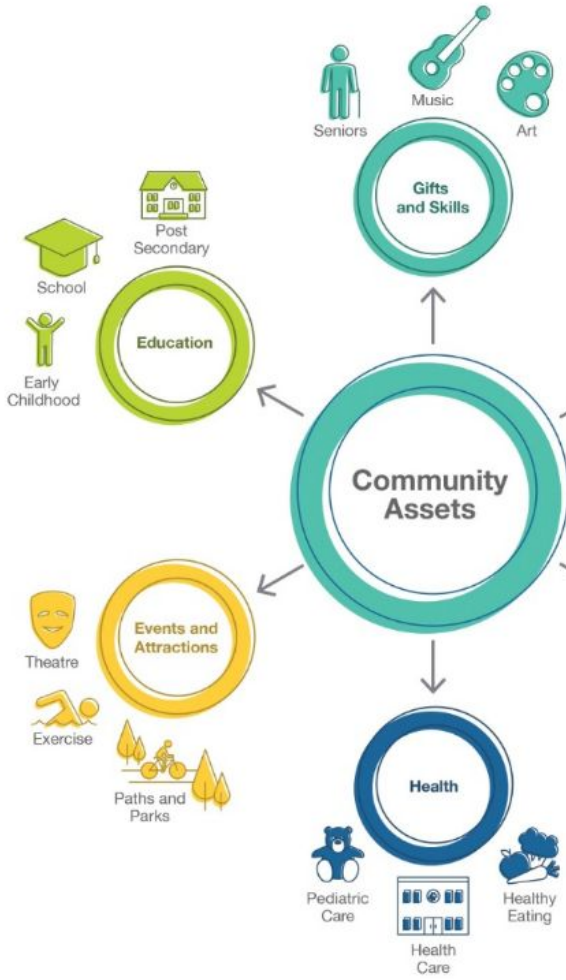 Seniors
Music
Art
Gifts
and Skills
Post
Secondary
School
Education
Early
Childhood
Community
Assets
Events and
Attractions
Theatre
Exercise
Paths and
Parks
Health
Pediatric
Care
Health
Care
Healthy
Eating